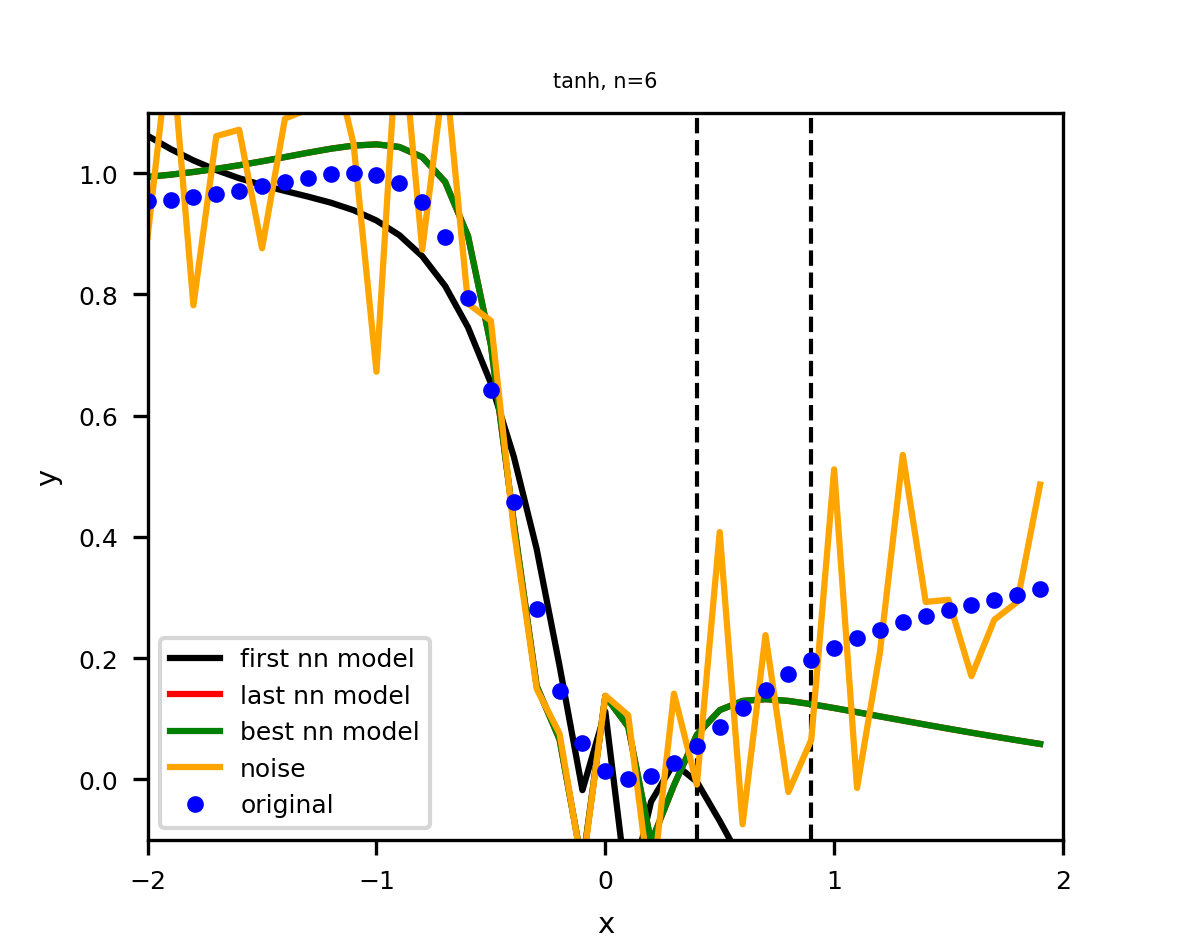 tanh, n=6
1.0
0.8
0.6
0.4
0.2
0.0
y
first nn model
last nn model
best nn model
noise
original
−2
−1
0
1
2
x